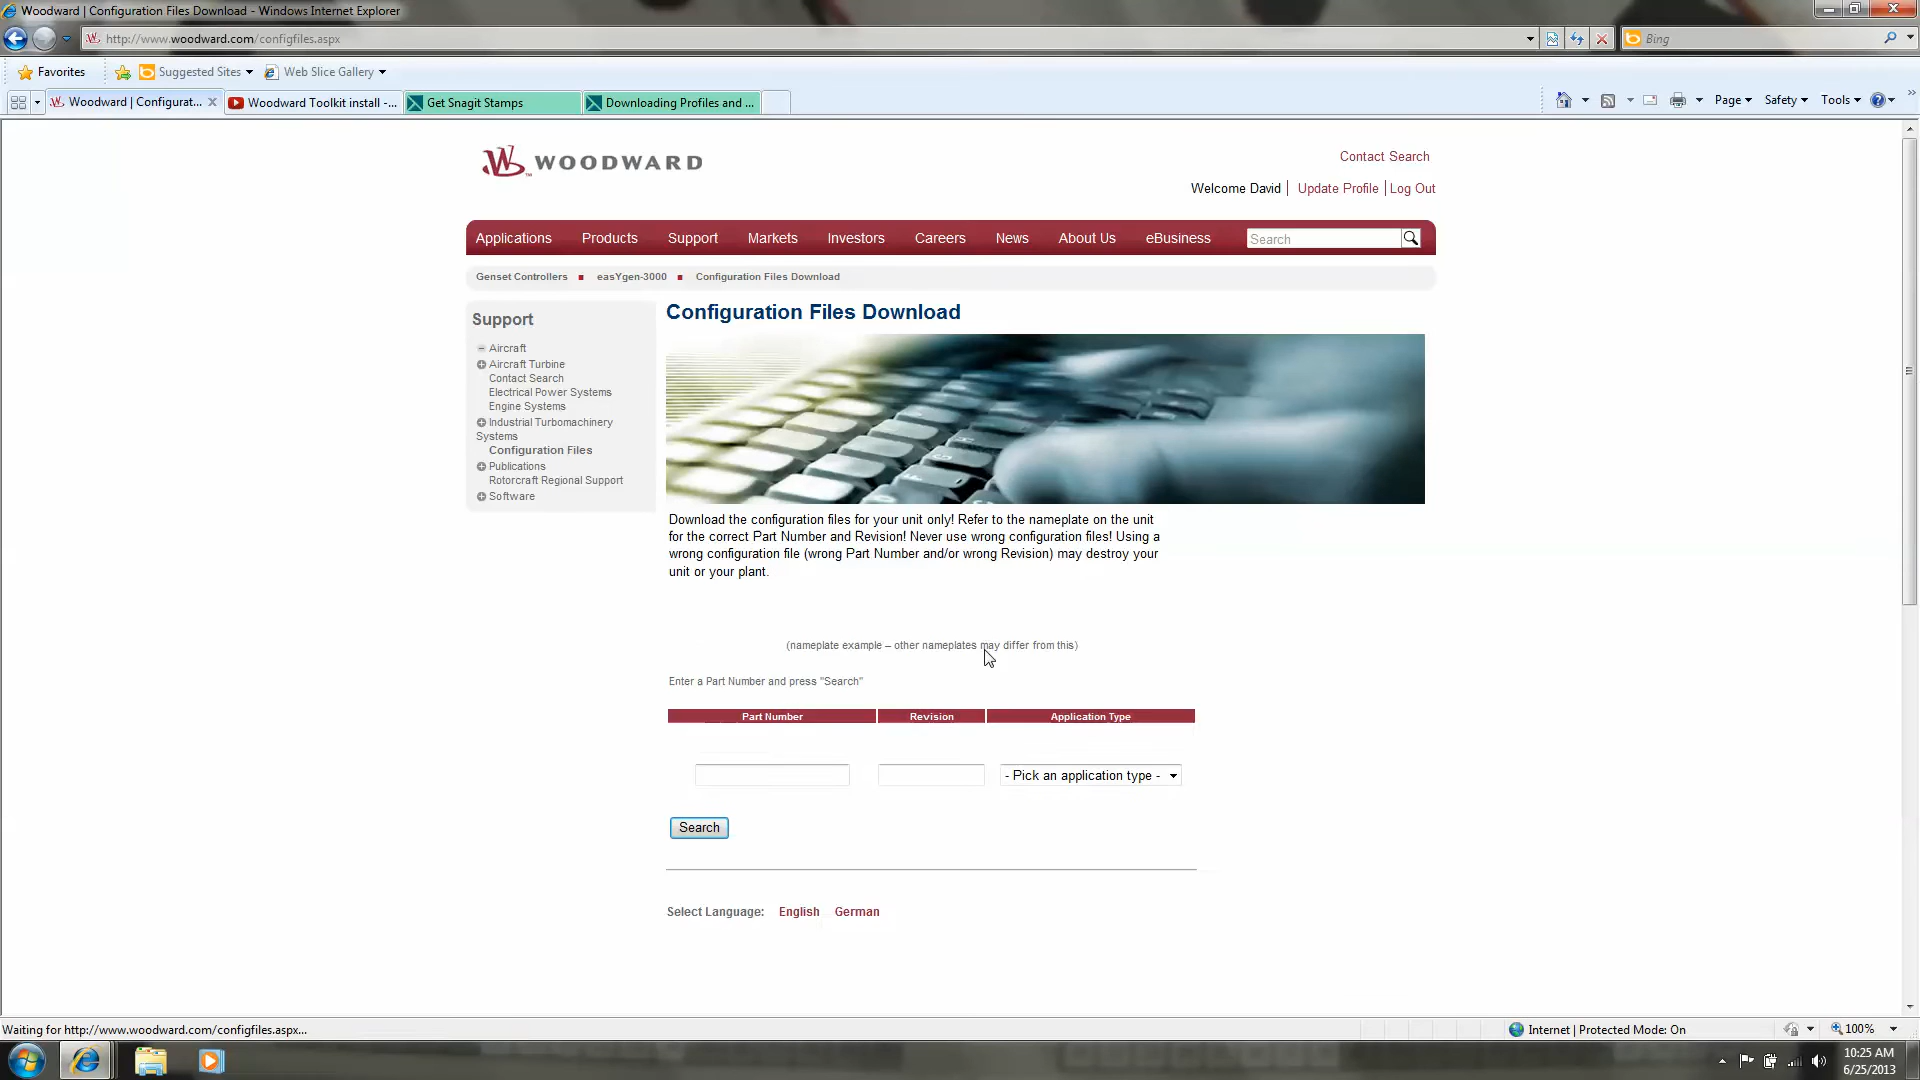 Woodward | Configuration Files Download - Windows Internet Explorer
http://www.woodward.com/configfiles.aspx
Bing
Favorites
Suggested Sites
Web Slice Gallery
Woodward | Configurat...
Woodward Toolkit install -...
Get Snagit Stamps
Downloading Profiles and ...
Page
Safety
Tools
WOODWARD
Contact Search
Welcome David
Update Profile
Log Out
Applications
Products
Support
Markets
Investors
Careers
News
About Us
eBusiness
Search
Genset Controllers
easYgen-3000
Configuration Files Download
Support
Aircraft
Aircraft Turbine
Contact Search
Electrical Power Systems
Engine Systems
Industrial Turbomachinery
Systems
Configuration Files
Publications
Rotorcraft Regional Support
Software
Configuration Files Download
Download the configuration files for your unit only! Refer to the nameplate on the unit
for the correct Part Number and Revision! Never use wrong configuration files! Using a
wrong configuration file (wrong Part Number and/or wrong Revision) may destroy your
unit or your plant.
(nameplate example – other nameplates may differ from this)
Enter a Part Number and press "Search"
Part Number
Revision
Application Type
- Pick an application type -
Search
Select Language:
English
German
Waiting for http://www.woodward.com/configfiles.aspx...
Internet | Protected Mode: On
100%
10:25 AM
6/25/2013